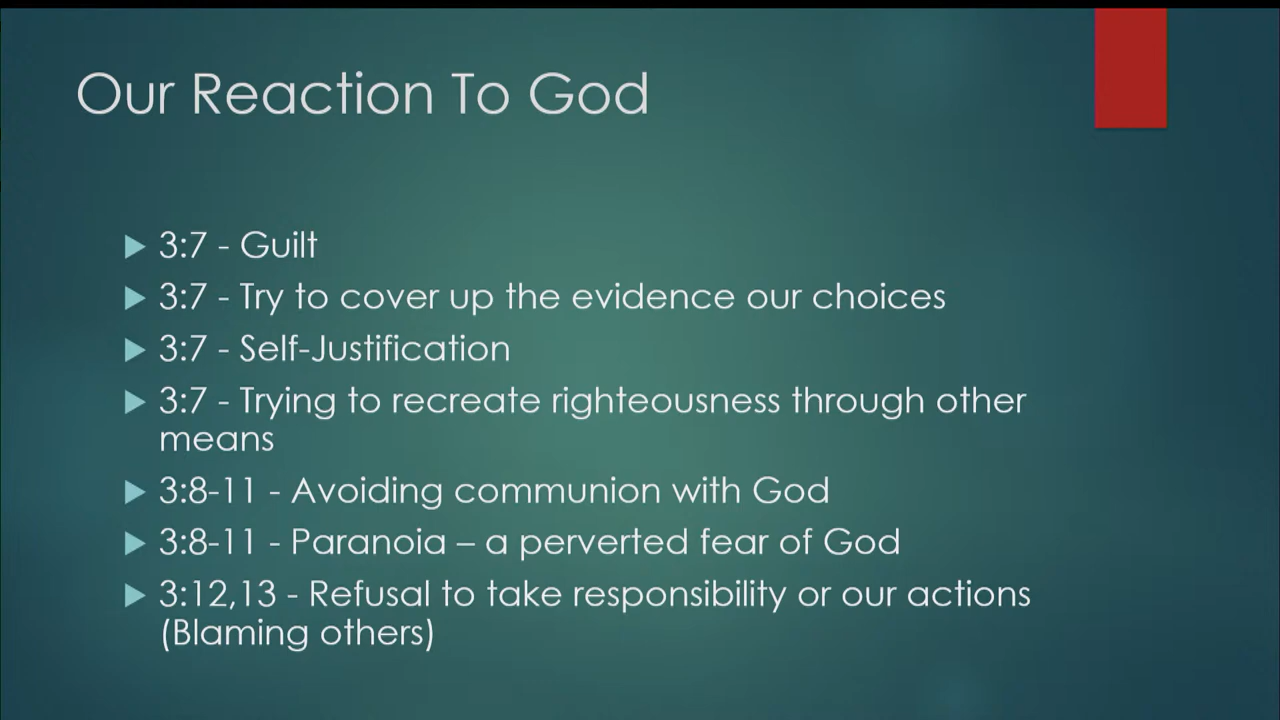 Our Reaction To God
3:7 - Guilt
3:7 - Try to cover up the evidence our choices
3:7 - Self-Justification
3:7 - Trying to recreate righteousness through other
means
3:8-11 - Avoiding communion with God
3:8-11 - Paranoia – a perverted fear of God
3:12,13 - Refusal to take responsibility or our actions
(Blaming others)